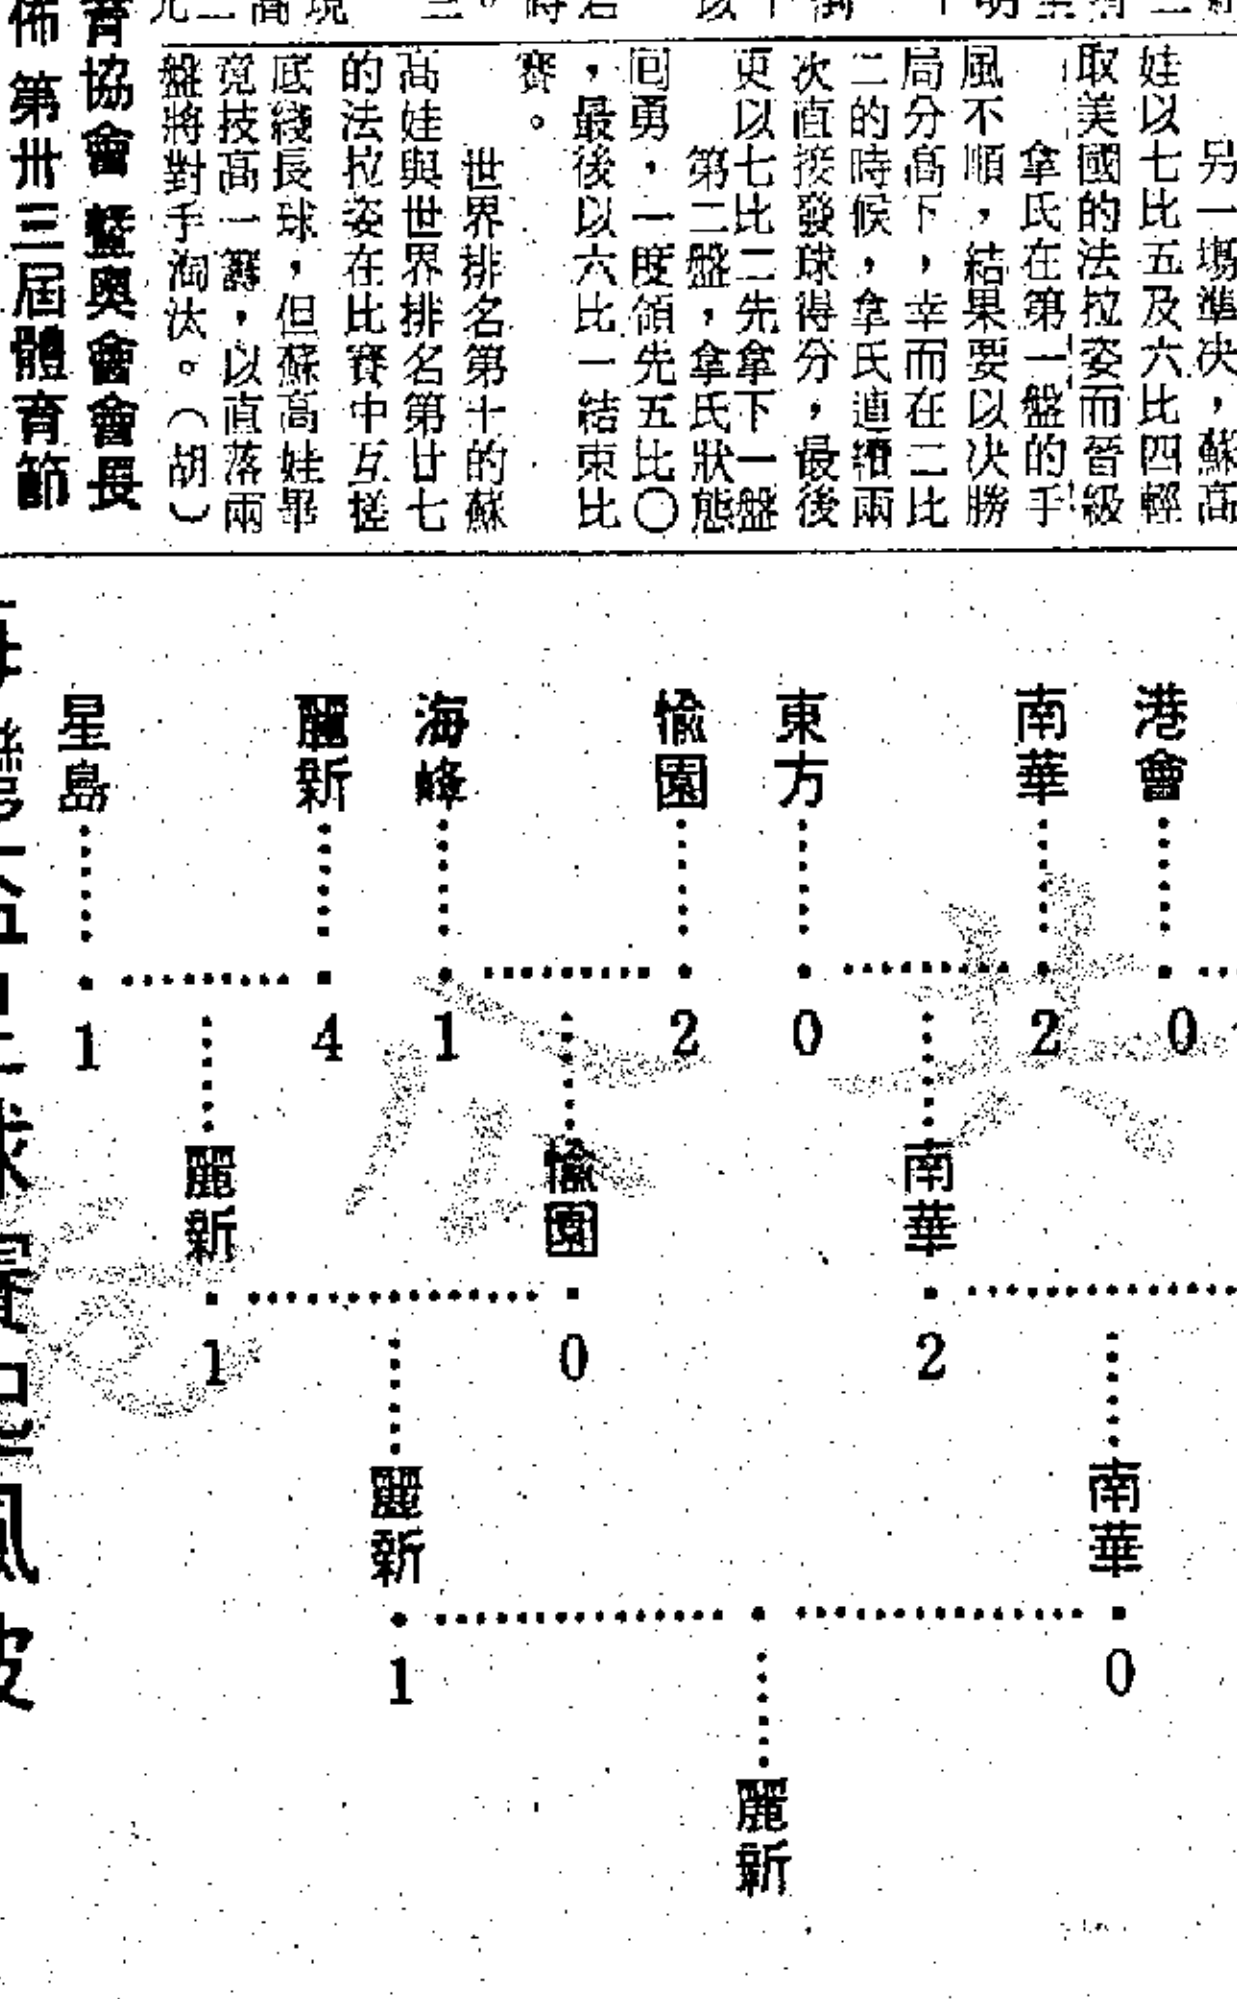 另一場準決，蘇高
娃以七比五及六比四輕
取美國的法拉姿而晉級
拿氏在第一盤的手
風不順，結果要以決勝
局分高下，幸而在二比
二的時候，拿氏連續兩
次直接發球得分，最後
更以七比二先拿下一盤
第二盤，拿氏狀態
回勇，一度領先五比〇
，最後以六比一結束比
賽。
世界排名第十的蘇
高娃與世界排名第廿七
的法拉姿在比賽中互搓
底綫長球，但蘇高娃畢
竟技高一籌，以直落兩
盤將對手淘汰。（胡）
育協會暨奧會會長
佈第卅三屆體育節
星島 麗新 海峰 愉園 東方 南華 港會
1 4 1 2 0 2 0
麗新 愉園 南華
1 0 2
麗新 南華
1 0
麗新